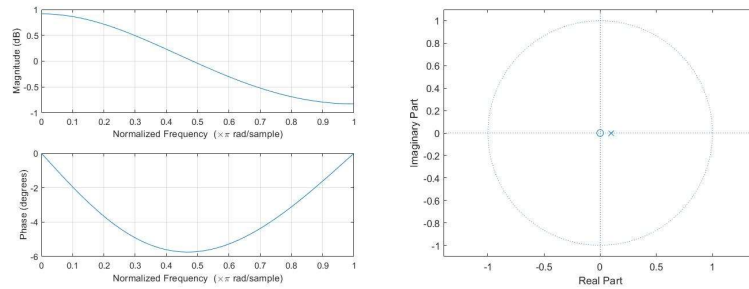 1
0.5
0
-0.5
-1
Magnitude (dB)
0 0.1 0.2 0.3 0.4 0.5 0.6 0.7 0.8 0.9 1
Normalized Frequency (×π rad/sample)
0
-2
-4
-6
Phase (degrees)
0 0.1 0.2 0.3 0.4 0.5 0.6 0.7 0.8 0.9 1
Normalized Frequency (×π rad/sample)
1
0.8
0.6
0.4
0.2
0
-0.2
-0.4
-0.6
-0.8
-1
Imaginary Part
-1 0 1
Real Part